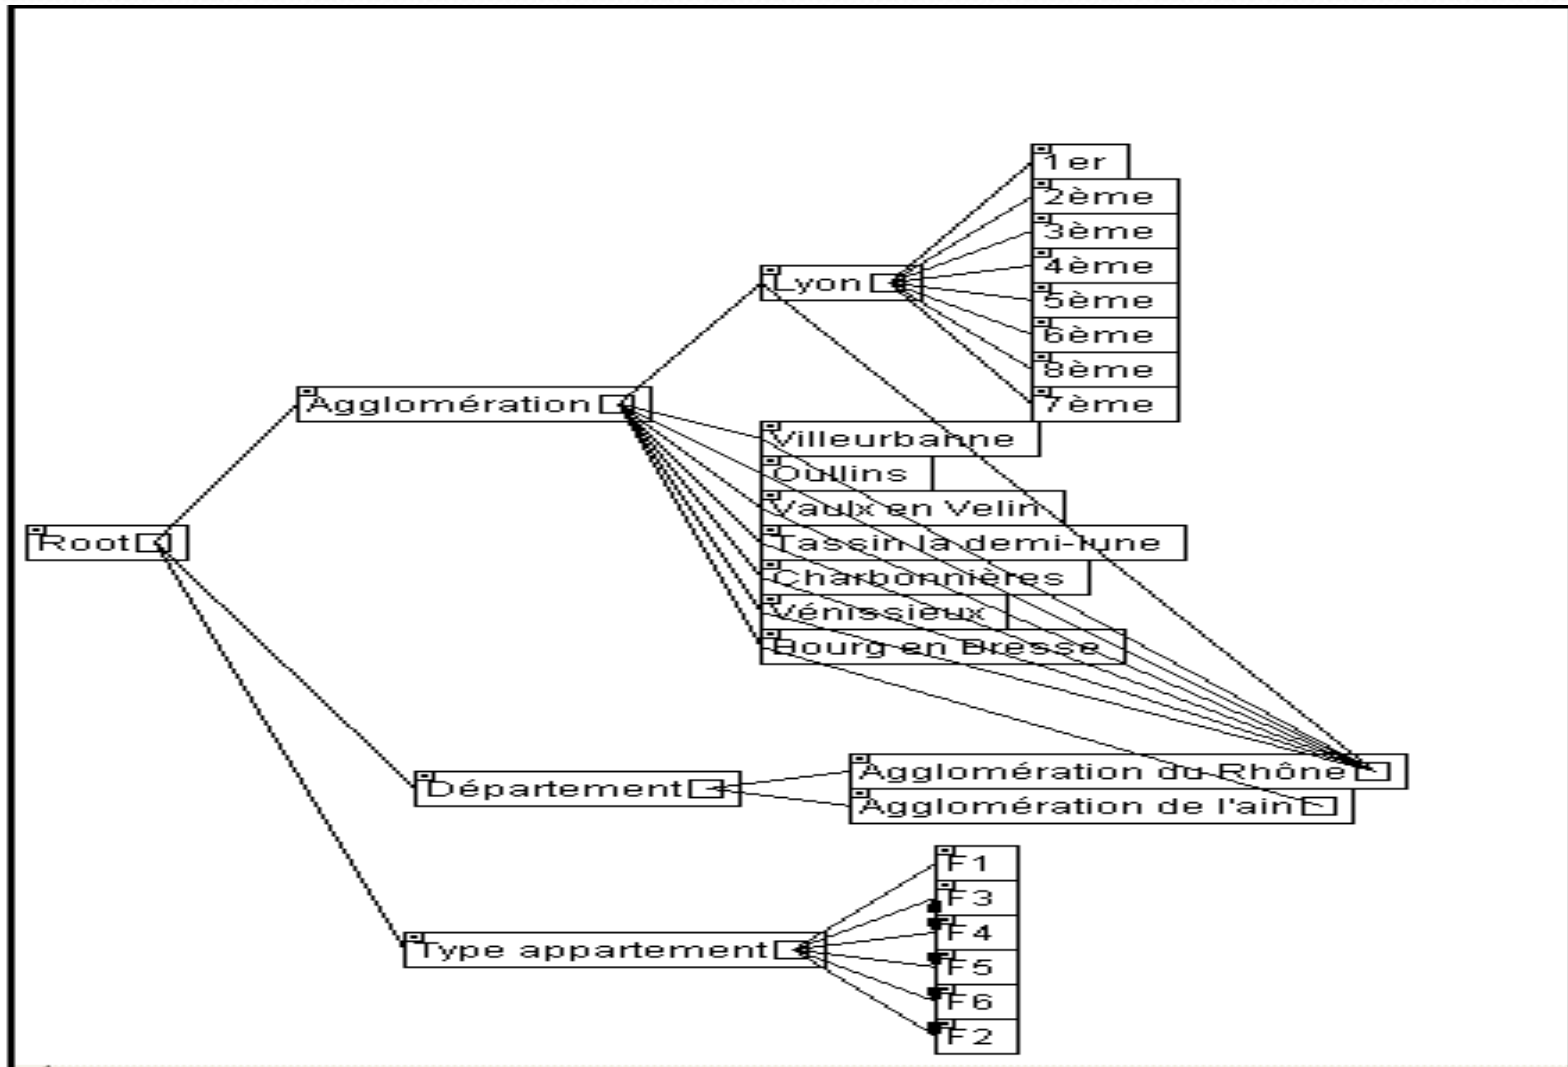 1er
2ème
3ème
4ème
Lyon
5ème
6ème
8ème
7ème
Agglomération
Villeurbanne
Oullins
Vaulx en Velin
Root
Tassin la demi-lune
Charbonnières
Vénissieux
Bourg en Bresse
Département
Agglomération du Rhône
Agglomération de l'ain
F1
F3
F4
Type appartement
F5
F6
F2